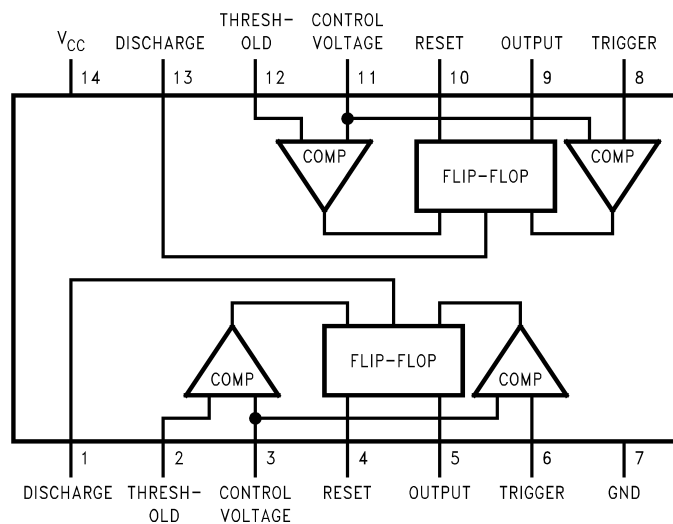 VCC DISCHARGE THRESH-OLD CONTROL VOLTAGE RESET OUTPUT TRIGGER
14 13 12 11 10 9 8
COMP FLIP-FLOP COMP
COMP FLIP-FLOP COMP
1 2 3 4 5 6 7
DISCHARGE THRESH-OLD CONTROL VOLTAGE RESET OUTPUT TRIGGER GND